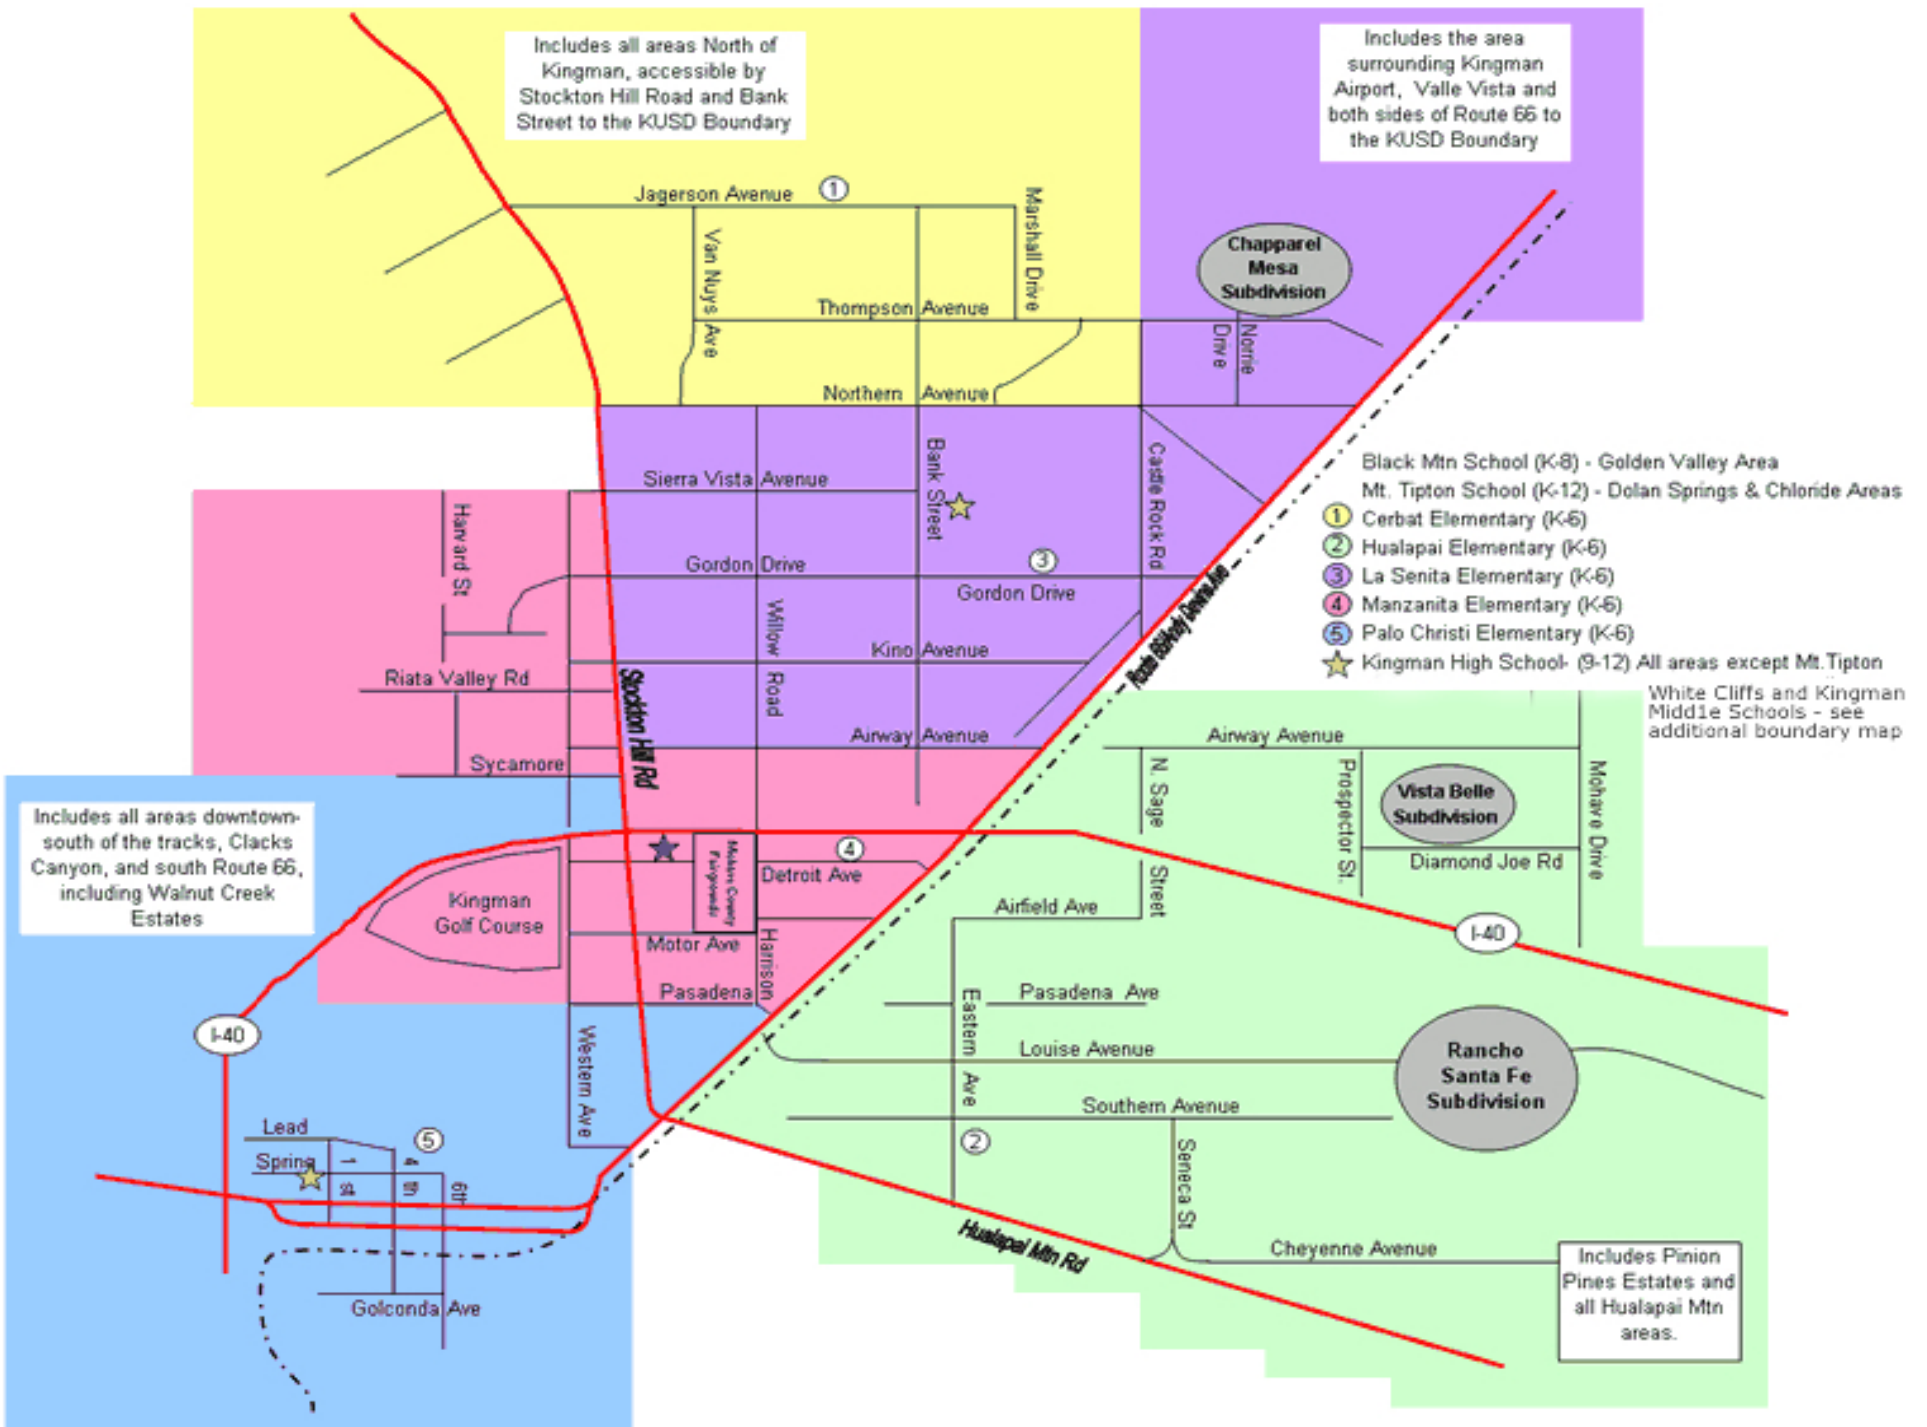 Includes all areas North of
Kingman, accessible by
Stockton Hill Road and Bank
Street to the KUSD Boundary
Includes the area
surrounding Kingman
Airport, Valle Vista and
both sides of Route 66 to
the KUSD Boundary
Jagerson Avenue
1
Marshall Drive
Van Nuys Ave
Chapparel
Mesa
Subdivision
Thompson Avenue
Norrie
Drive
Northern Avenue
Bank Street
Castle Rock Rd
Sierra Vista Avenue
Harvard St
Gordon Drive
3
Gordon Drive
Willow Road
Kino Avenue
Riata Valley Rd
Stockton Hill Rd
Airway Avenue
Sycamore
Black Mtn School (K-8) - Golden Valley Area
Mt. Tipton School (K-12) - Dolan Springs & Chloride Areas
1 Cerbat Elementary (K-6)
2 Hualapai Elementary (K-6)
3 La Senita Elementary (K-6)
4 Manzanita Elementary (K-6)
5 Palo Christi Elementary (K-6)
Kingman High School- (9-12) All areas except Mt.Tipton
White Cliffs and Kingman
Middle Schools - see
additional boundary map
Airway Avenue
N. Sage Street
Prospector St.
Vista Belle
Subdivision
Mohave Drive
Diamond Joe Rd
Includes all areas downtown-
south of the tracks, Clacks
Canyon, and south Route 66,
including Walnut Creek
Estates
Kingman
Golf Course
County
Fairgrounds
4
Detroit Ave
Motor Ave
Harrison
Pasadena
Airfield Ave
I-40
Pasadena Ave
Eastern Ave
Louise Avenue
Rancho
Santa Fe
Subdivision
Southern Avenue
2
Seneca St
I-40
Western Ave
Lead
5
Spring
1 st
4 th
6th
Golconda Ave
Hualapai Mtn Rd
Cheyenne Avenue
Includes Pinion
Pines Estates and
all Hualapai Mtn
areas.